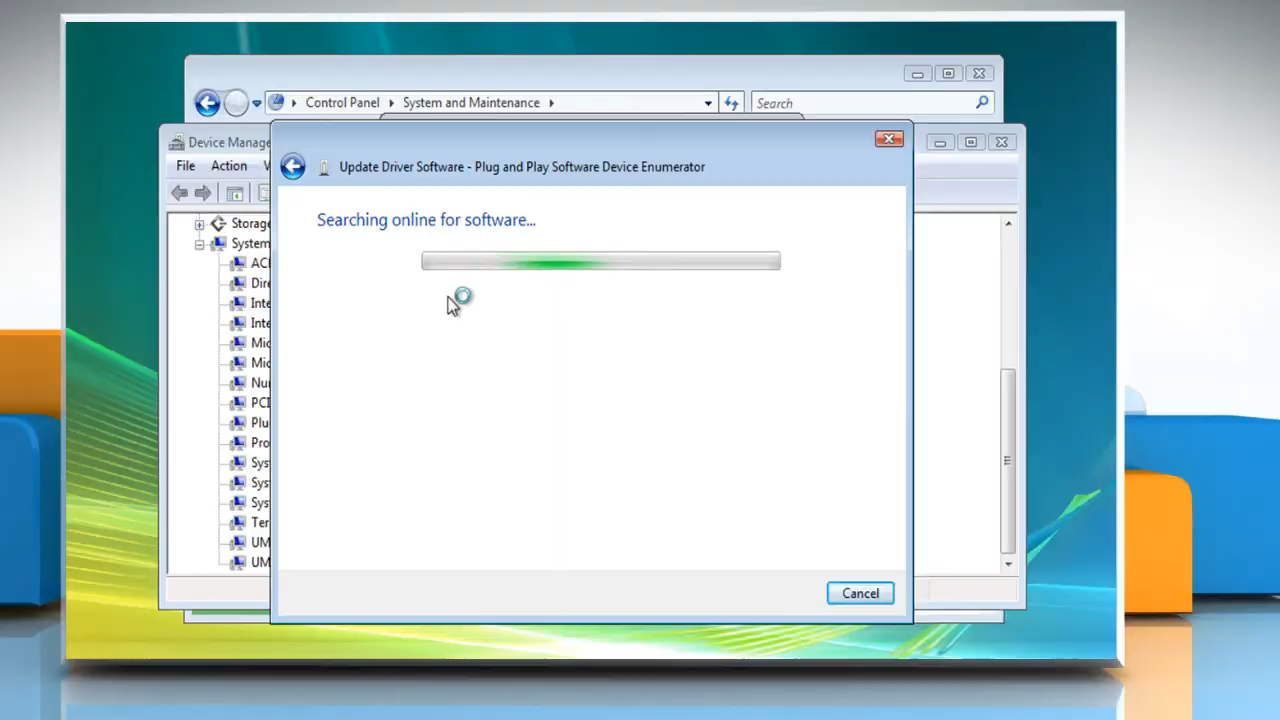 Control Panel System and Maintenance Search
Device Manage
Update Driver Software - Plug and Play Software Device Enumerator
File Action V
Searching online for software...
Storage
System
ACI
Dire
Inte
Inte
Mic
Mic
Nu
PCI
Plu
Pro
Sys
Sys
Sys
Ter
UM
UM
Cancel